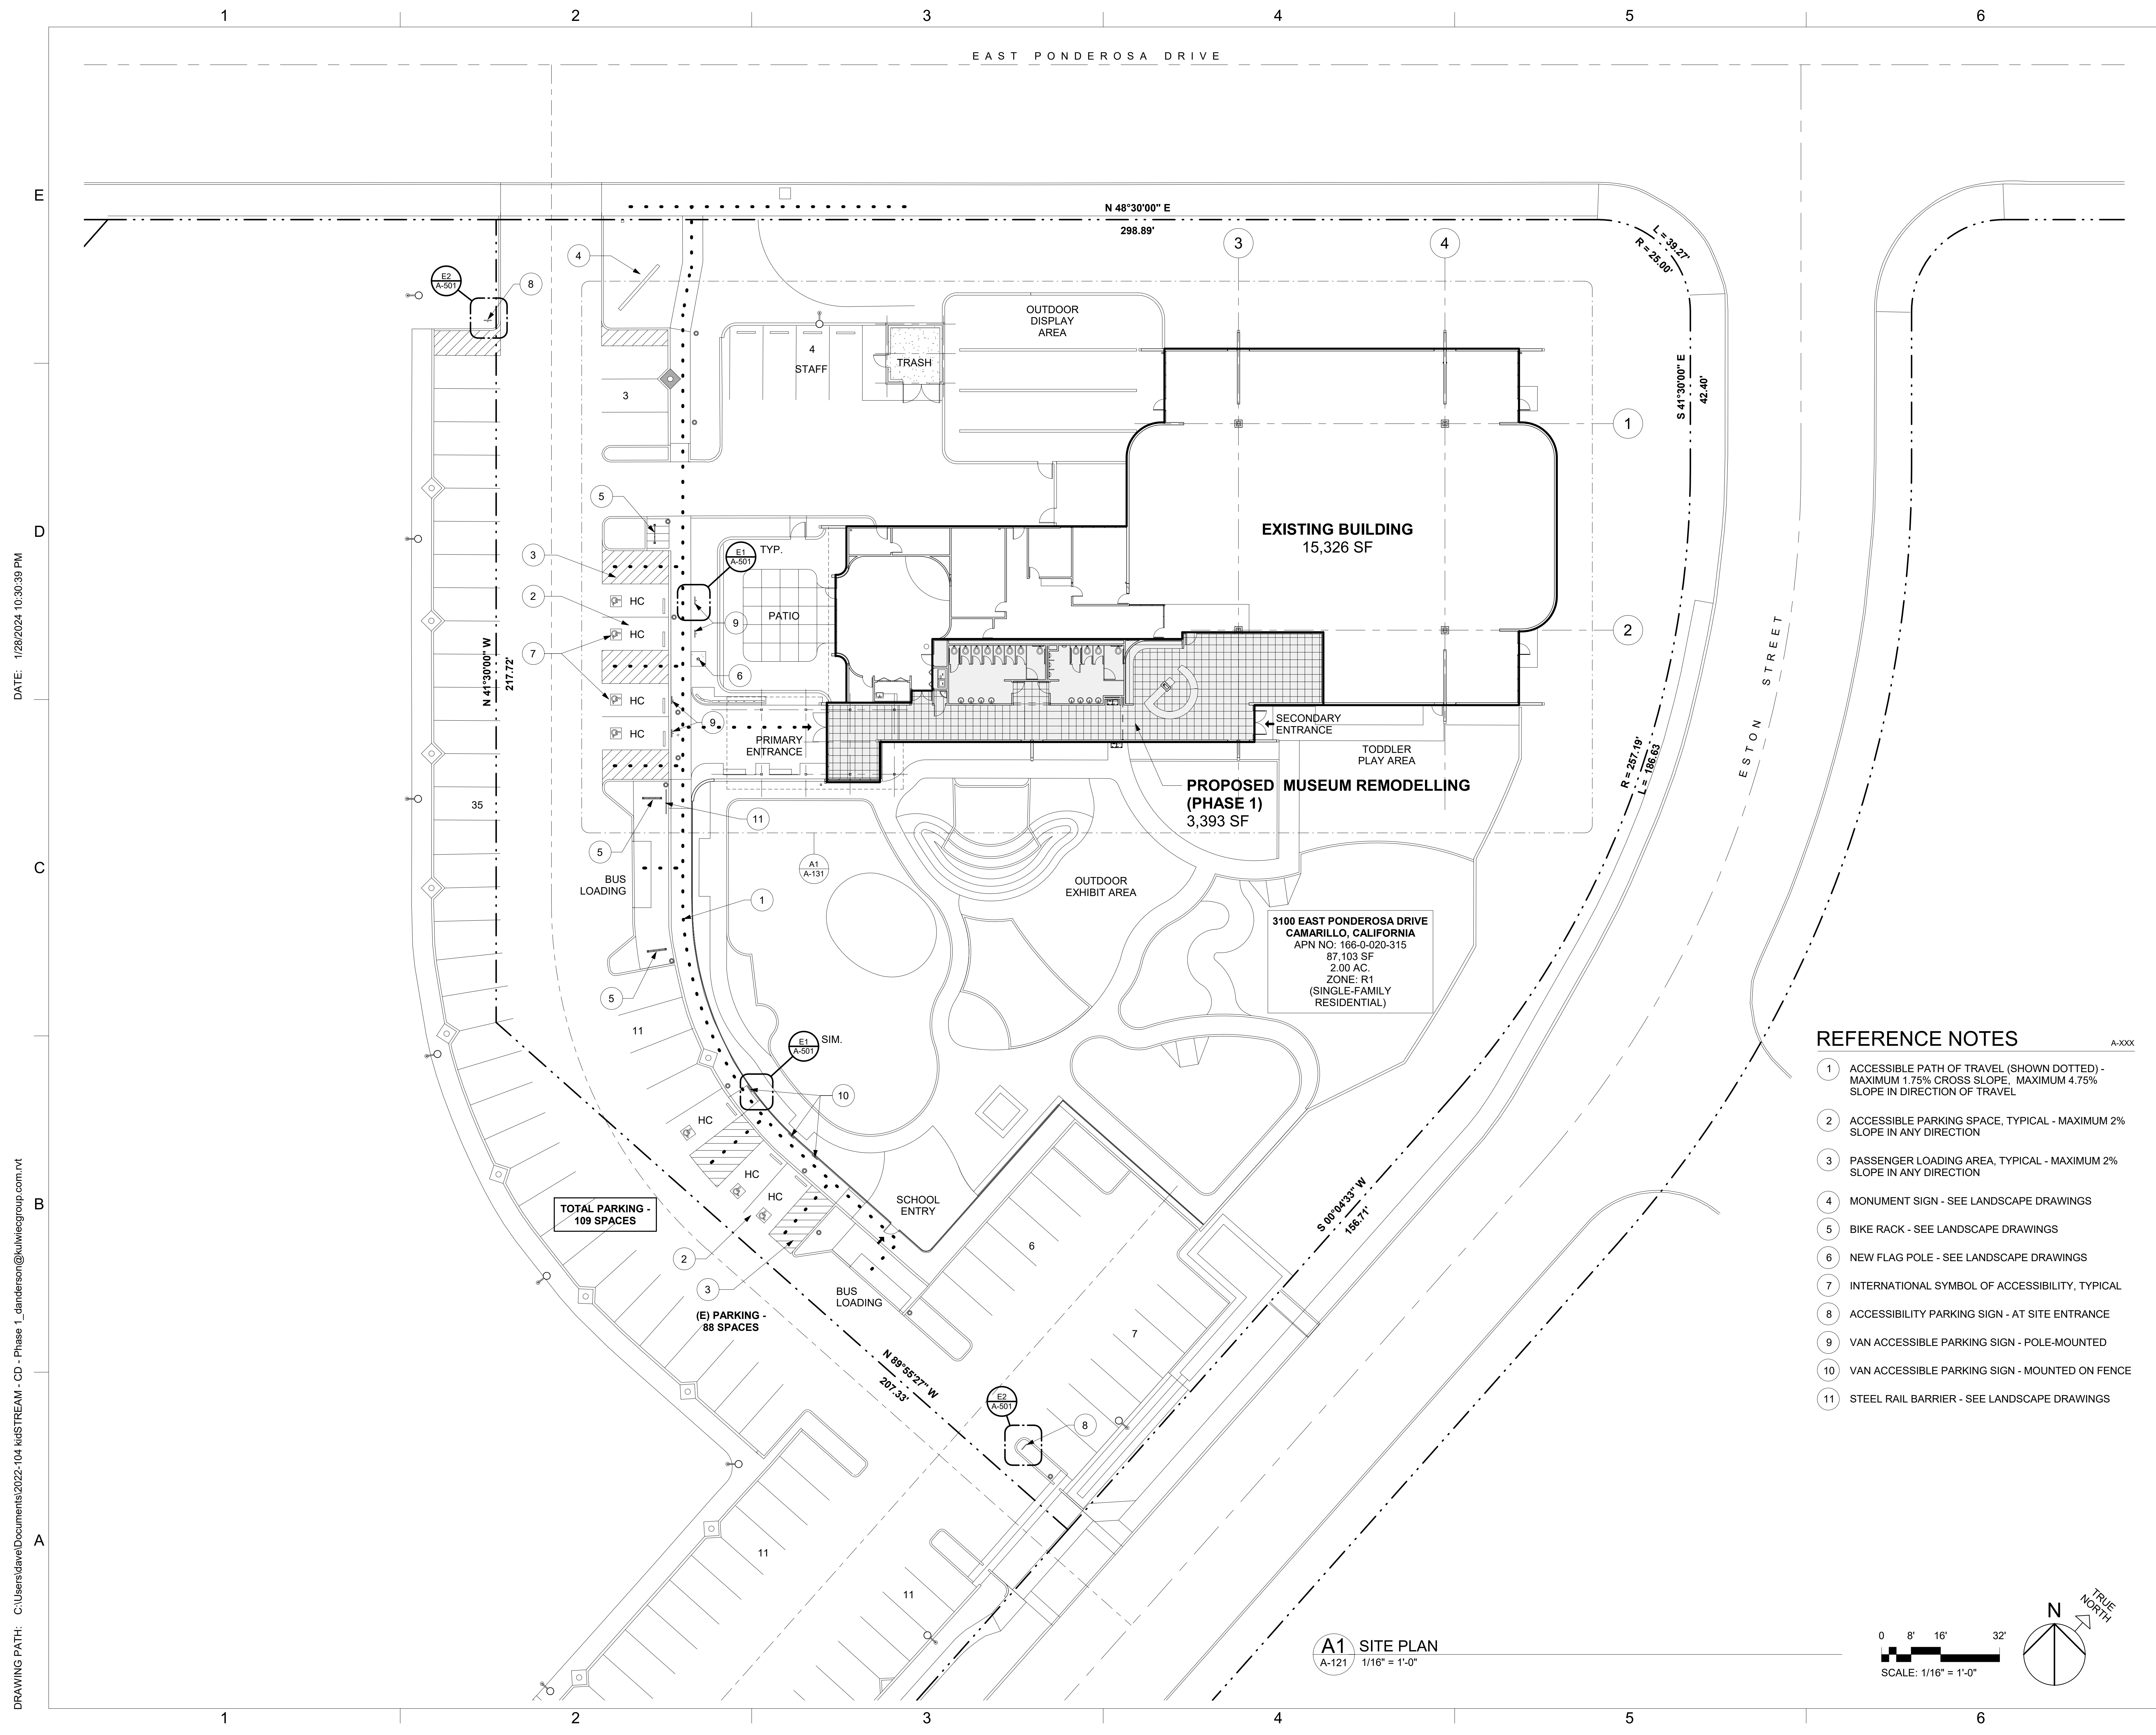 1 2 3 4 5 6
EAST PONDEROSA DRIVE
E
D
C
B
A
N 48°30'00" E
298.89'
L = 39.27'
R = 25.00'
3
4
4
E2
A-501
8
OUTDOOR
DISPLAY
AREA
S 41°30'00" E
42.40'
4
STAFF
TRASH
3
1
5
EXISTING BUILDING
15,326 SF
3
E1
A-501
TYP.
2
HC
PATIO
9
HC
2
7
N 41°30'00" W
217.72'
6
HC
9
HC
PRIMARY
ENTRANCE
SECONDARY
ENTRANCE
TODDLER
PLAY AREA
ESTON STREET
R = 257.19'
L = 186.63
PROPOSED MUSEUM REMODELLING
(PHASE 1)
3,393 SF
35
11
5
A1
A-131
BUS
LOADING
OUTDOOR
EXHIBIT AREA
1
3100 EAST PONDEROSA DRIVE
CAMARILLO, CALIFORNIA
APN NO: 166-0-020-315
87,103 SF
2.00 AC.
ZONE: R1
(SINGLE-FAMILY
RESIDENTIAL)
5
11
E1
A-501
SIM.
10
HC
HC
HC
SCHOOL
ENTRY
TOTAL PARKING -
109 SPACES
S 00°04'33" W
156.71'
2
6
3
BUS
LOADING
(E) PARKING -
88 SPACES
7
N 89°55'27" W
207.33'
E2
A-501
8
11
11
REFERENCE NOTES
A-XXX
1 ACCESSIBLE PATH OF TRAVEL (SHOWN DOTTED) -
MAXIMUM 1.75% CROSS SLOPE, MAXIMUM 4.75%
SLOPE IN DIRECTION OF TRAVEL
2 ACCESSIBLE PARKING SPACE, TYPICAL - MAXIMUM 2%
SLOPE IN ANY DIRECTION
3 PASSENGER LOADING AREA, TYPICAL - MAXIMUM 2%
SLOPE IN ANY DIRECTION
4 MONUMENT SIGN - SEE LANDSCAPE DRAWINGS
5 BIKE RACK - SEE LANDSCAPE DRAWINGS
6 NEW FLAG POLE - SEE LANDSCAPE DRAWINGS
7 INTERNATIONAL SYMBOL OF ACCESSIBILITY, TYPICAL
8 ACCESSIBILITY PARKING SIGN - AT SITE ENTRANCE
9 VAN ACCESSIBLE PARKING SIGN - POLE-MOUNTED
10 VAN ACCESSIBLE PARKING SIGN - MOUNTED ON FENCE
11 STEEL RAIL BARRIER - SEE LANDSCAPE DRAWINGS
A1
A-121
SITE PLAN
1/16" = 1'-0"
0 8' 16' 32'
SCALE: 1/16" = 1'-0"
N
TRUE
NORTH
1 2 3 4 5 6
DATE: 1/28/2024 10:30:39 PM
DRAWING PATH: C:\Users\dave\Documents\2022-104 kidSTREAM - CD - Phase 1_danderson@kulwiecgroup.com.rvt